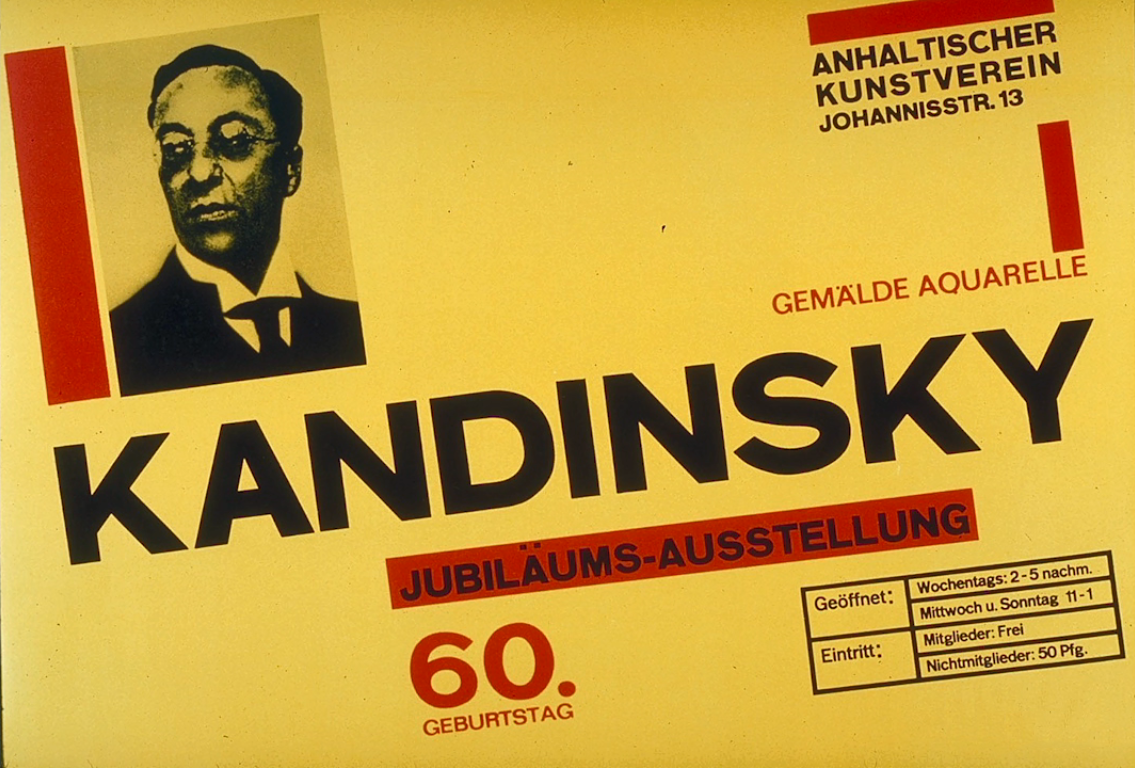 ANHALTISCHER
KUNSTVEREIN
JOHANNISSTR. 13
GEMÄLDE AQUARELLE
KANDINSKY
JUBILÄUMS-AUSSTELLUNG
60.
GEBURTSTAG
Geöffnet:
Wochentags: 2-5 nachm.
Mittwoch u. Sonntag 11-1
Eintritt:
Mitglieder: Frei
Nichtmitglieder: 50 Pfg.